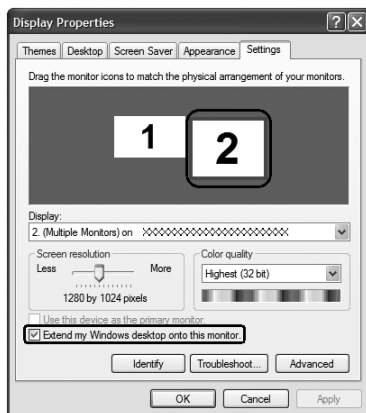 Display Properties
Themes Desktop Screen Saver Appearance Settings
Drag the monitor icons to match the physical arrangement of your monitors.
1 2
Display:
2. (Multiple Monitors) on XXXXXXXXXXXXXXXXXXXXX
Screen resolution Color quality
Less More Highest (32 bit)
1280 by 1024 pixels
Use this device as the primary monitor.
Extend my Windows desktop onto this monitor.
Identify Troubleshoot... Advanced
OK Cancel Apply